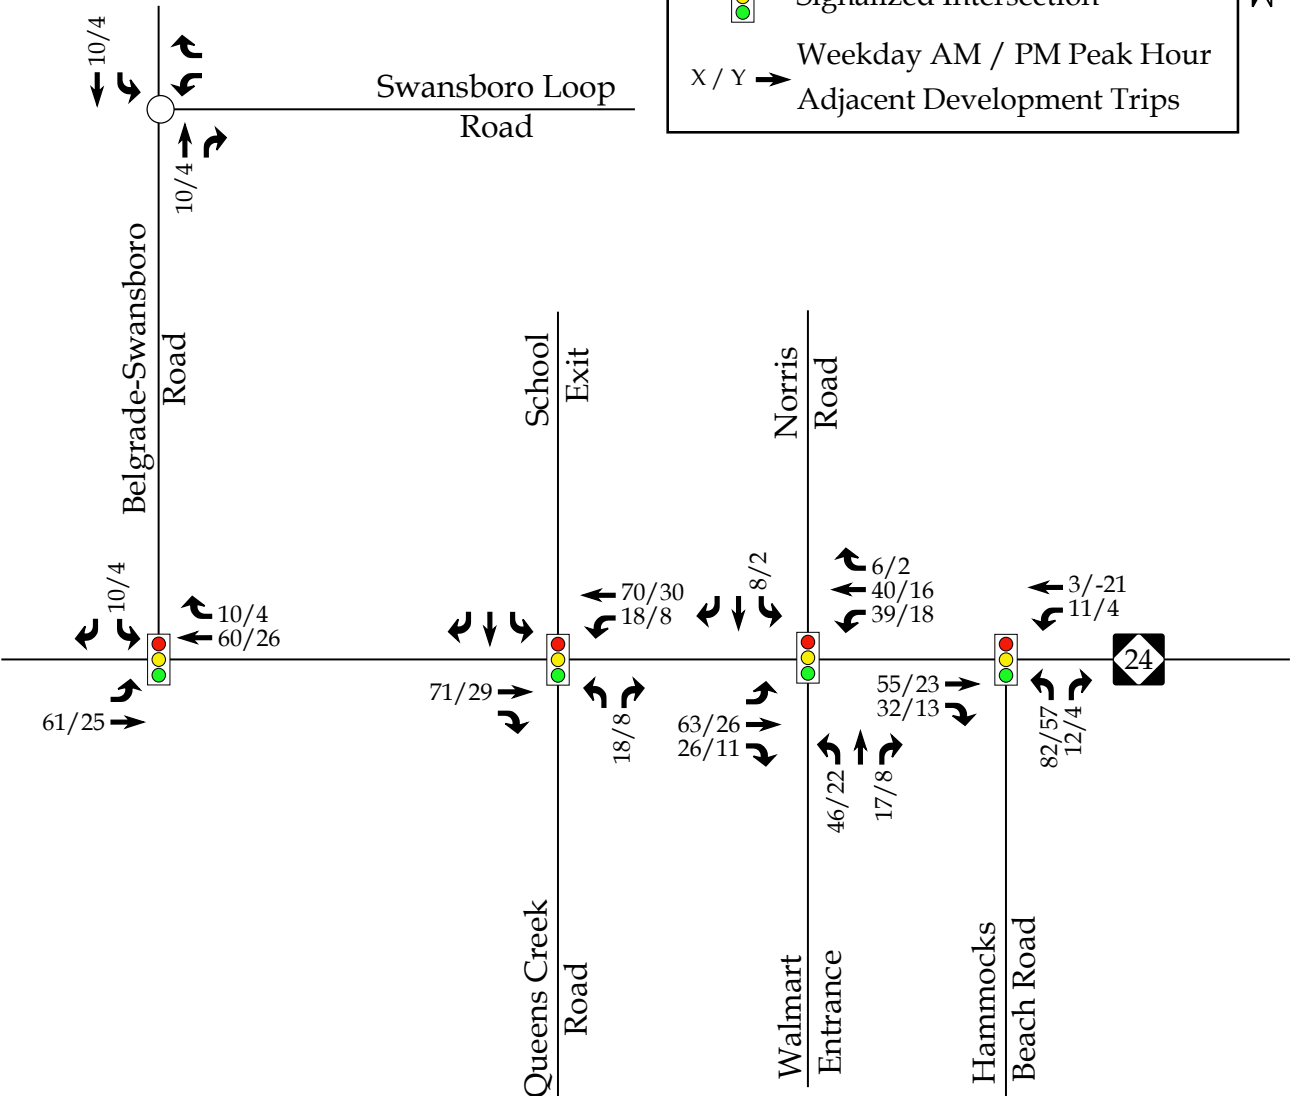 Signalized Intersection
X / Y
Weekday AM / PM Peak Hour
Adjacent Development Trips
10/4
Swansboro Loop
Road
10/4
Belgrade-Swansboro
Road
School
Exit
Norris
Road
10/4
10/4
60/26
61/25
70/30
18/8
71/29
18/8
8/2
6/2
40/16
39/18
63/26
26/11
46/22
17/8
3/-21
11/4
24
55/23
32/13
82/57
12/4
Queens Creek
Road
Walmart
Entrance
Hammocks
Beach Road